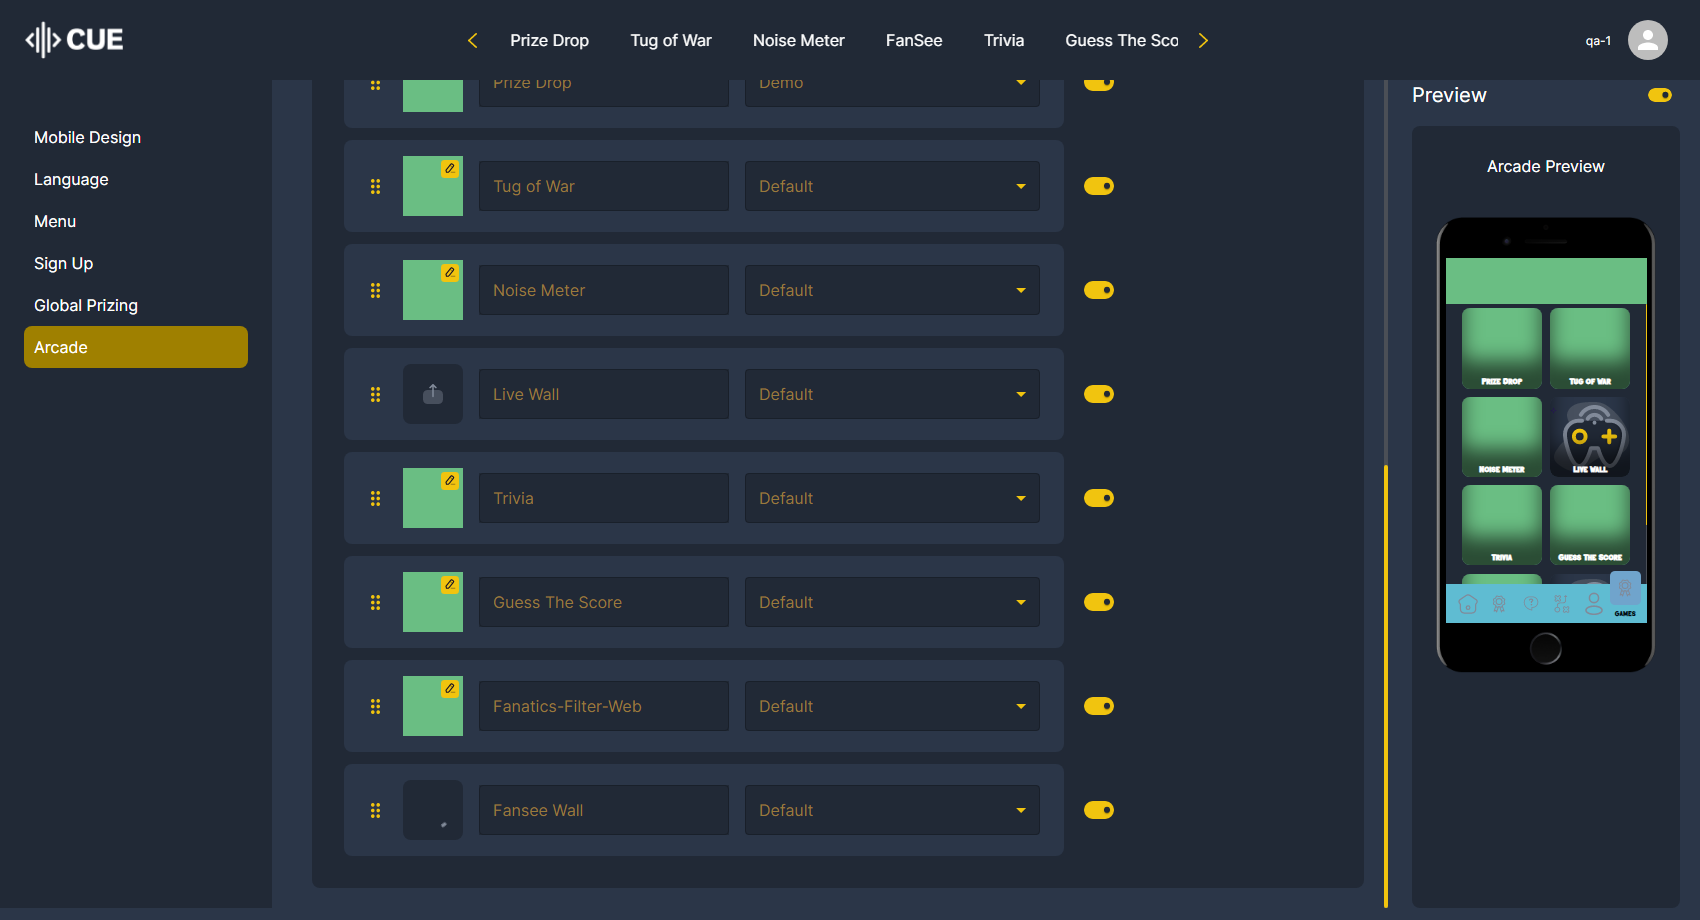 CUE
Prize Drop
Tug of War
Noise Meter
FanSee
Trivia
Guess The Sco
qa-1
Mobile Design
Language
Menu
Sign Up
Global Prizing
Arcade
Prize Drop
Demo
Tug of War
Default
Noise Meter
Default
Live Wall
Default
Trivia
Default
Guess The Score
Default
Fanatics-Filter-Web
Default
Fansee Wall
Default
Preview
Arcade Preview
Prize Drop
Tug of War
Noise Meter
Live Wall
Trivia
Guess The Score
GAMES